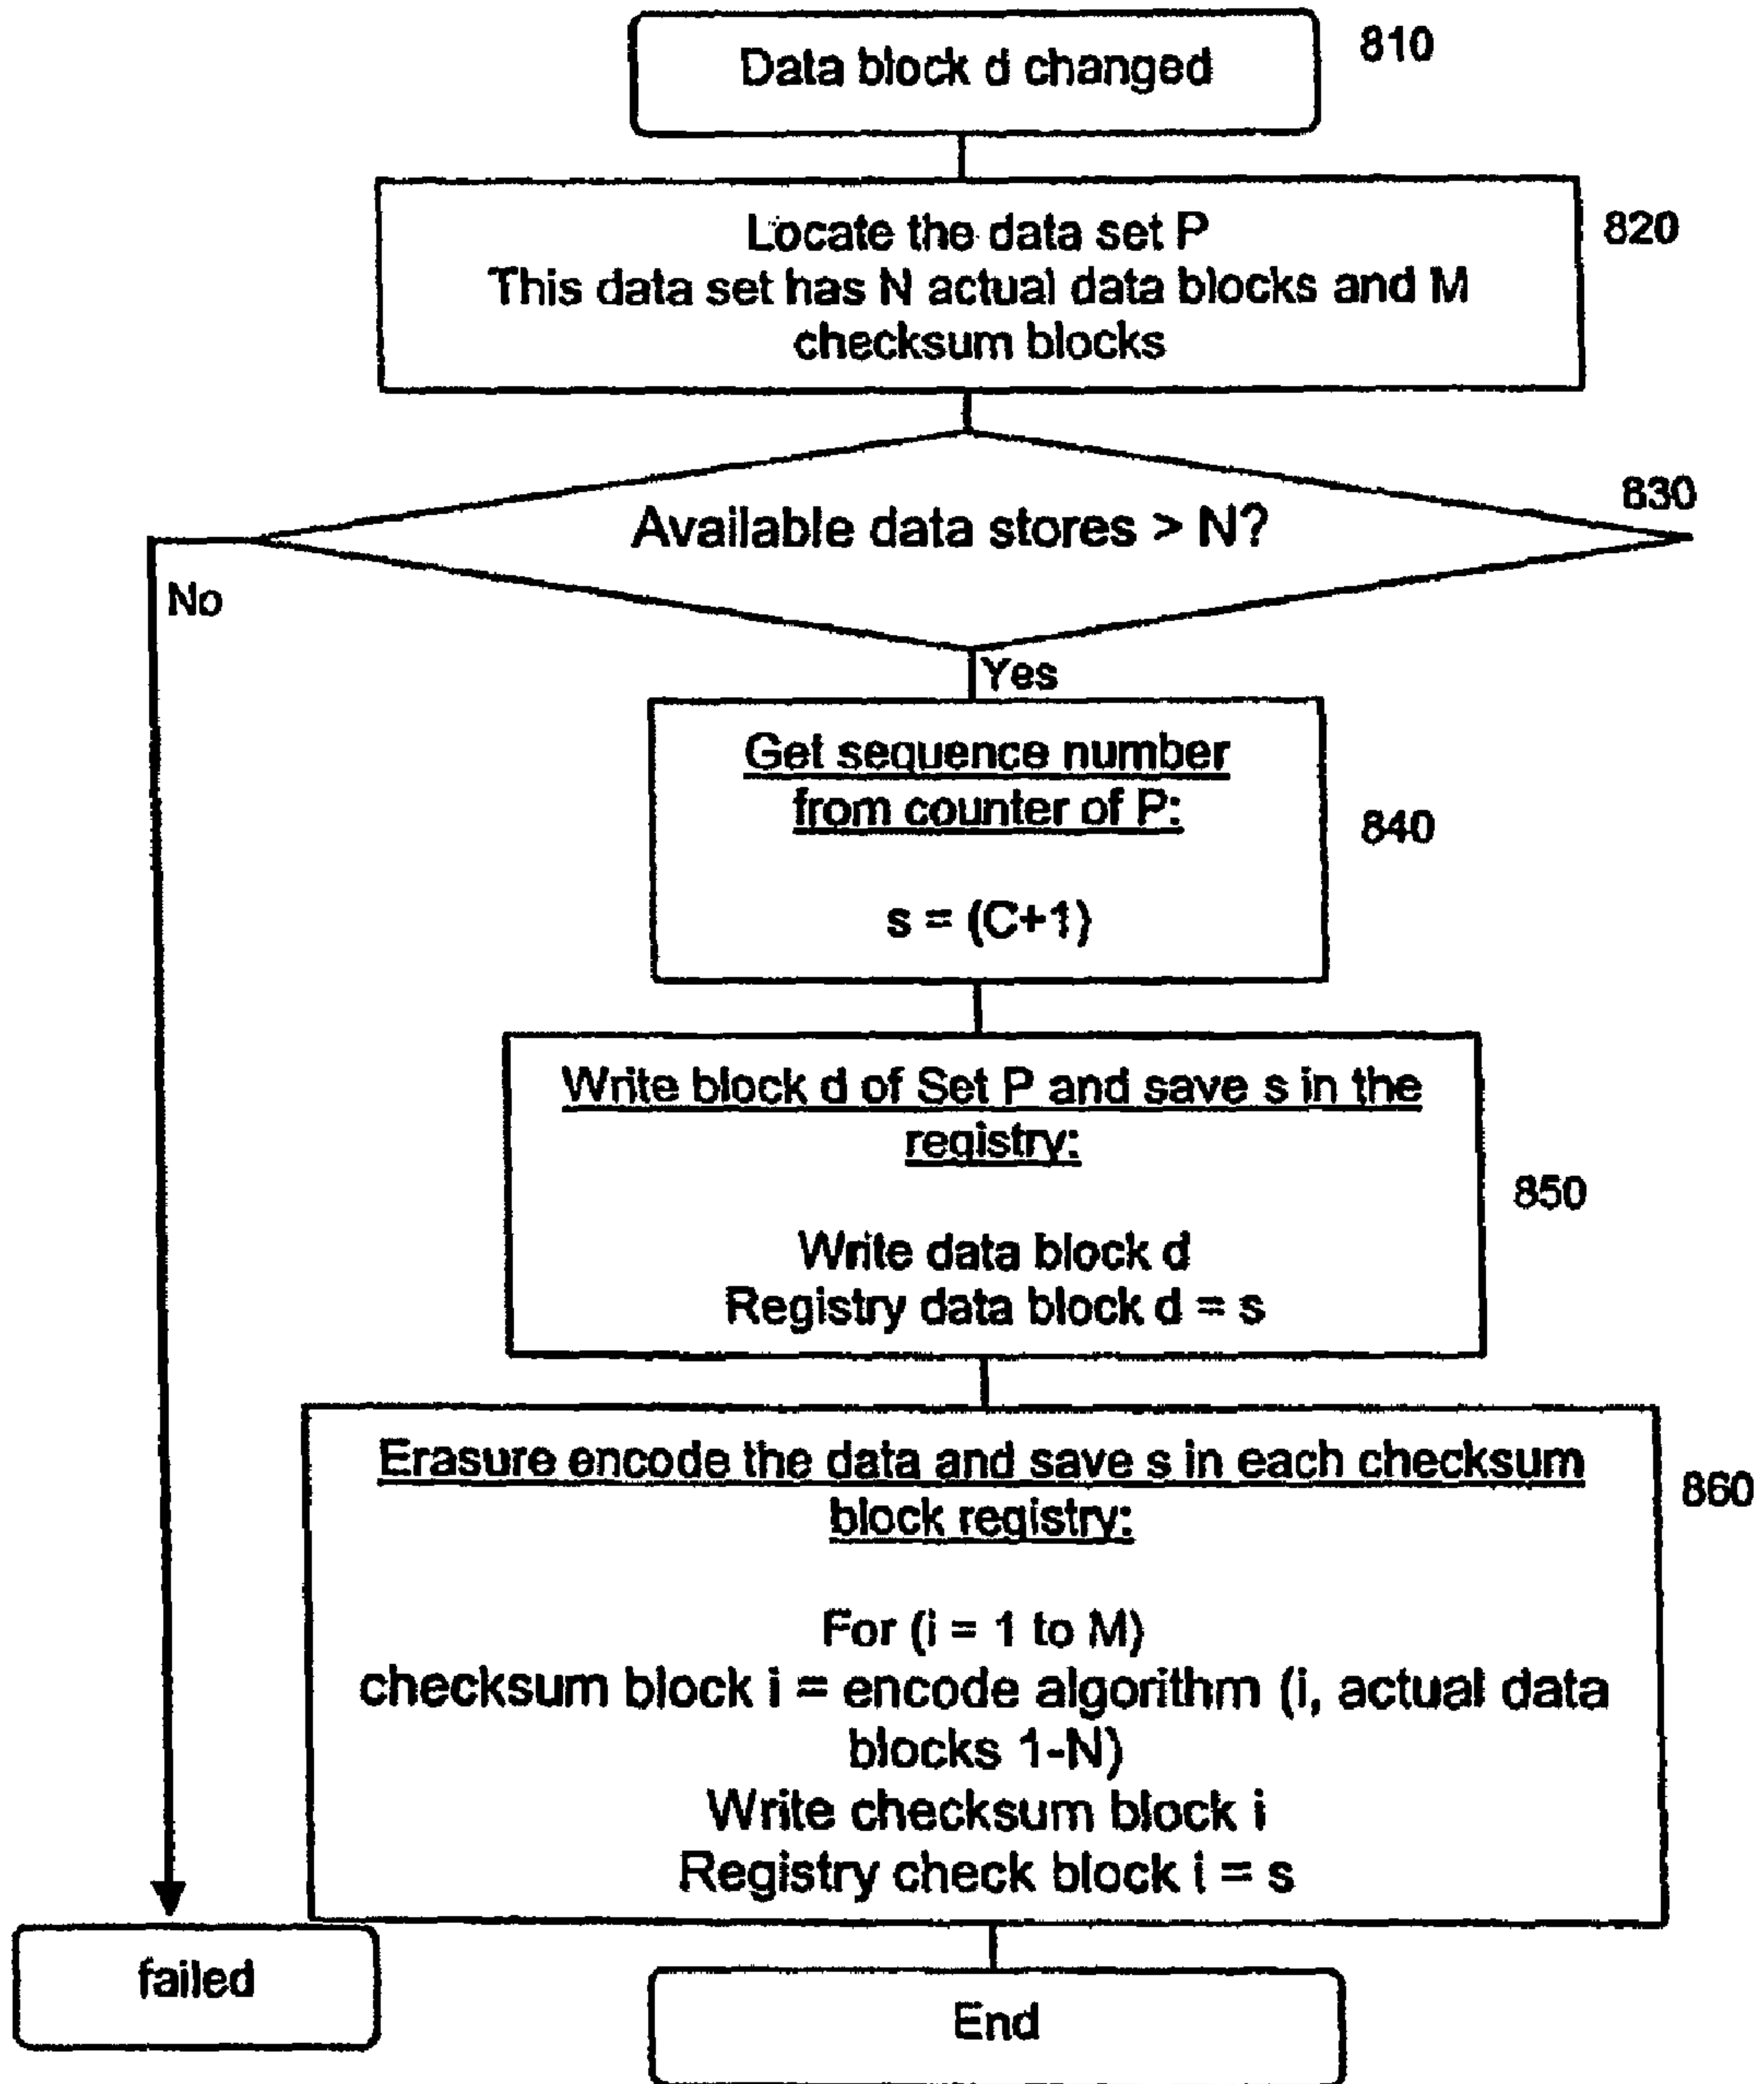 Data block d changed
810
Locate the data set P
820
This data set has N actual data blocks and M
checksum blocks
830
Available data stores > N?
No
Yes
Get sequence number
from counter of P:
840
s = (C+1)
Write block d of Set P and save s in the
registry:
850
Write data block d
Registry data block d = s
Erasure encode the data and save s in each checksum
860
block registry:
For (i = 1 to M)
checksum block i = encode algorithm (i, actual data
blocks 1-N)
Write checksum block i
Registry check block i = s
failed
End